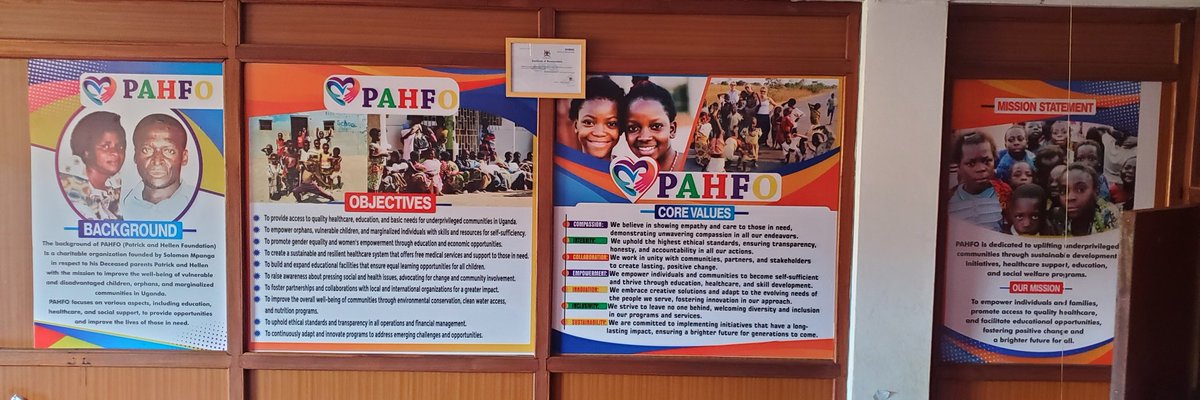 PAHFO
BACKGROUND
The background of PAHFO (Patrick and Hellen Foundation)
is a charitable organization founded by Solomon Mpanga
in respect to his Deceased parents Patrick and Hellen
with the mission to improve the well-being of vulnerable
and disadvantaged children, orphans, and marginalized
communities in Uganda.
PAHFO focuses on various aspects, including education,
healthcare, and social support, to provide opportunities
and improve the lives of those in need.
PAHFO
OBJECTIVES
To provide access to quality healthcare, education, and basic needs for underprivileged communities in Uganda.
To empower orphans, vulnerable children, and marginalized individuals with skills and resources for self-sufficiency.
To promote gender equality and women's empowerment through education and economic opportunities.
To create a sustainable and resilient healthcare system that offers free medical services and support to those in need.
To build and expand educational facilities that ensure equal learning opportunities for all children.
To raise awareness about pressing social and health issues, advocating for change and community involvement.
To foster partnerships and collaborations with local and international organizations for a greater impact.
To improve the overall well-being of communities through environmental conservation, clean water access,
and nutrition programs.
To uphold ethical standards and transparency in all operations and financial management.
To continuously adapt and innovate programs to address emerging challenges and opportunities.
PAHFO
CORE VALUES
COMPASSION: We believe in showing empathy and care to those in need,
demonstrating unwavering compassion in all our endeavors.
INTEGRITY: We uphold the highest ethical standards, ensuring transparency,
honesty, and accountability in all our actions.
COLLABORATION: We work in unity with communities, partners, and stakeholders
to create lasting, positive change.
EMPOWERMENT: We empower individuals and communities to become self-sufficient
and thrive through education, healthcare, and skill development.
INNOVATION: We embrace creative solutions and adapt to the evolving needs of
the people we serve, fostering innovation in our approach.
INCLUSIVITY: We strive to leave no one behind, welcoming diversity and inclusion
in our programs and services.
SUSTAINABILITY: We are committed to implementing initiatives that have a long-
lasting impact, ensuring a brighter future for generations to come.
MISSION STATEMENT
PAHFO is dedicated to uplifting underprivileged
communities through sustainable development
initiatives, healthcare support, education,
and social welfare programs.
OUR MISSION
To empower individuals and families,
promote access to quality healthcare,
and facilitate educational opportunities,
fostering positive change and
a brighter future for all.